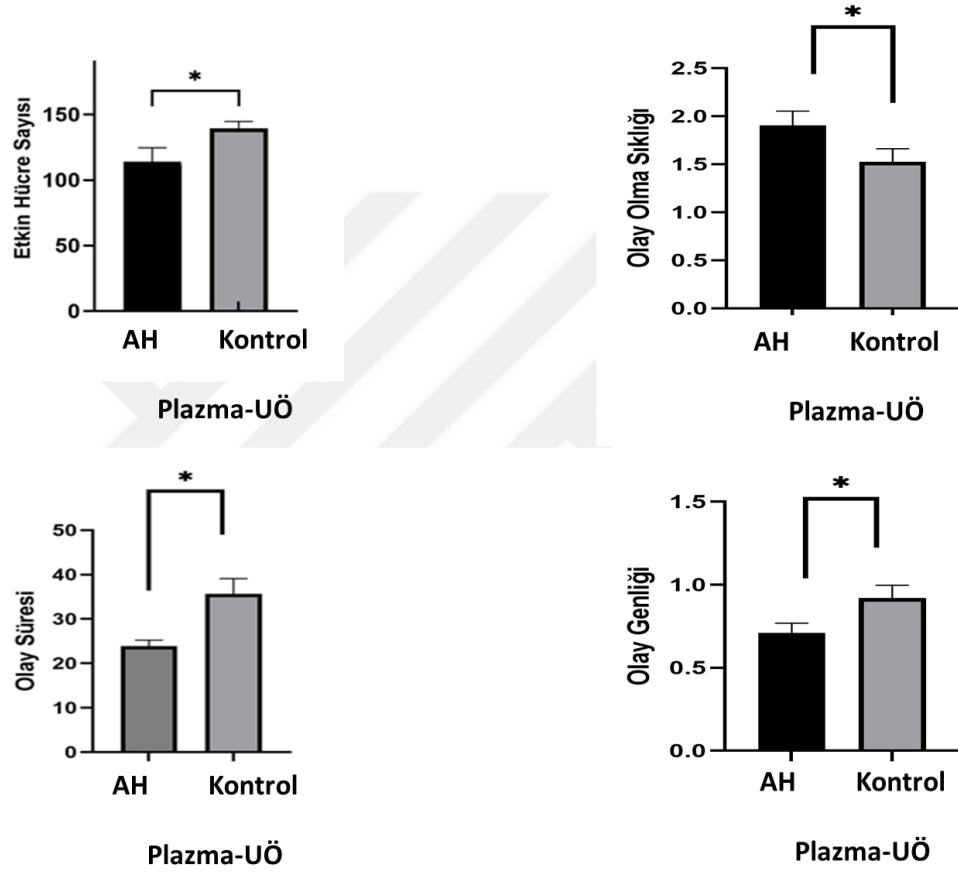 Etkin Hücre Sayısı
*
150
100
50
0
AH Kontrol
Plazma-UÖ
Olay Olma Sıklığı
*
2.5
2.0
1.5
1.0
0.5
0.0
AH Kontrol
Plazma-UÖ
Olay Süresi
*
50
40
30
20
10
0
AH Kontrol
Plazma-UÖ
Olay Genliği
*
1.5
1.0
0.5
0.0
AH Kontrol
Plazma-UÖ